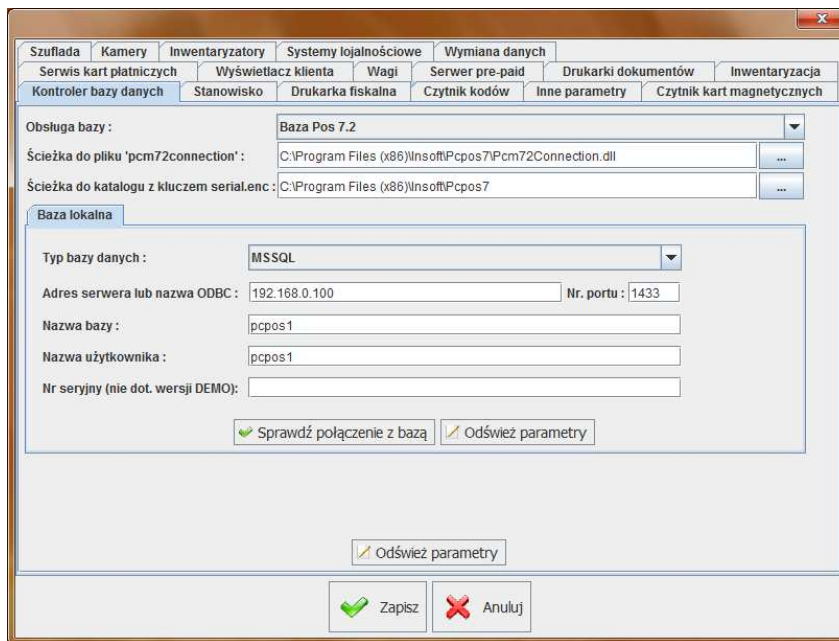 Szuflada Kamery Inwentaryzatory Systemy lojalnościowe Wymiana danych
Serwis kart płatniczych Wyświetlacz klienta Wagi Serwer pre-paid Drukarki dokumentów Inwentaryzacja
Kontroler bazy danych Stanowisko Drukarka fiskalna Czytnik kodów Inne parametry Czytnik kart magnetycznych
Obsługa bazy : Baza Pos 7.2
Ścieżka do pliku 'pcm72connection' : C:\Program Files (x86)\Insoft\Pcpos7\Pcm72Connection.dll ...
Ścieżka do katalogu z kluczem serial.enc : C:\Program Files (x86)\Insoft\Pcpos7 ...
Baza lokalna
Typ bazy danych : MSSQL
Adres serwera lub nazwa ODBC : 192.168.0.100 Nr. portu : 1433
Nazwa bazy : pcpos1
Nazwa użytkownika : pcpos1
Nr seryjny (nie dot. wersji DEMO):
Sprawdź połączenie z bazą Odśwież parametry
Odśwież parametry
Zapisz Anuluj